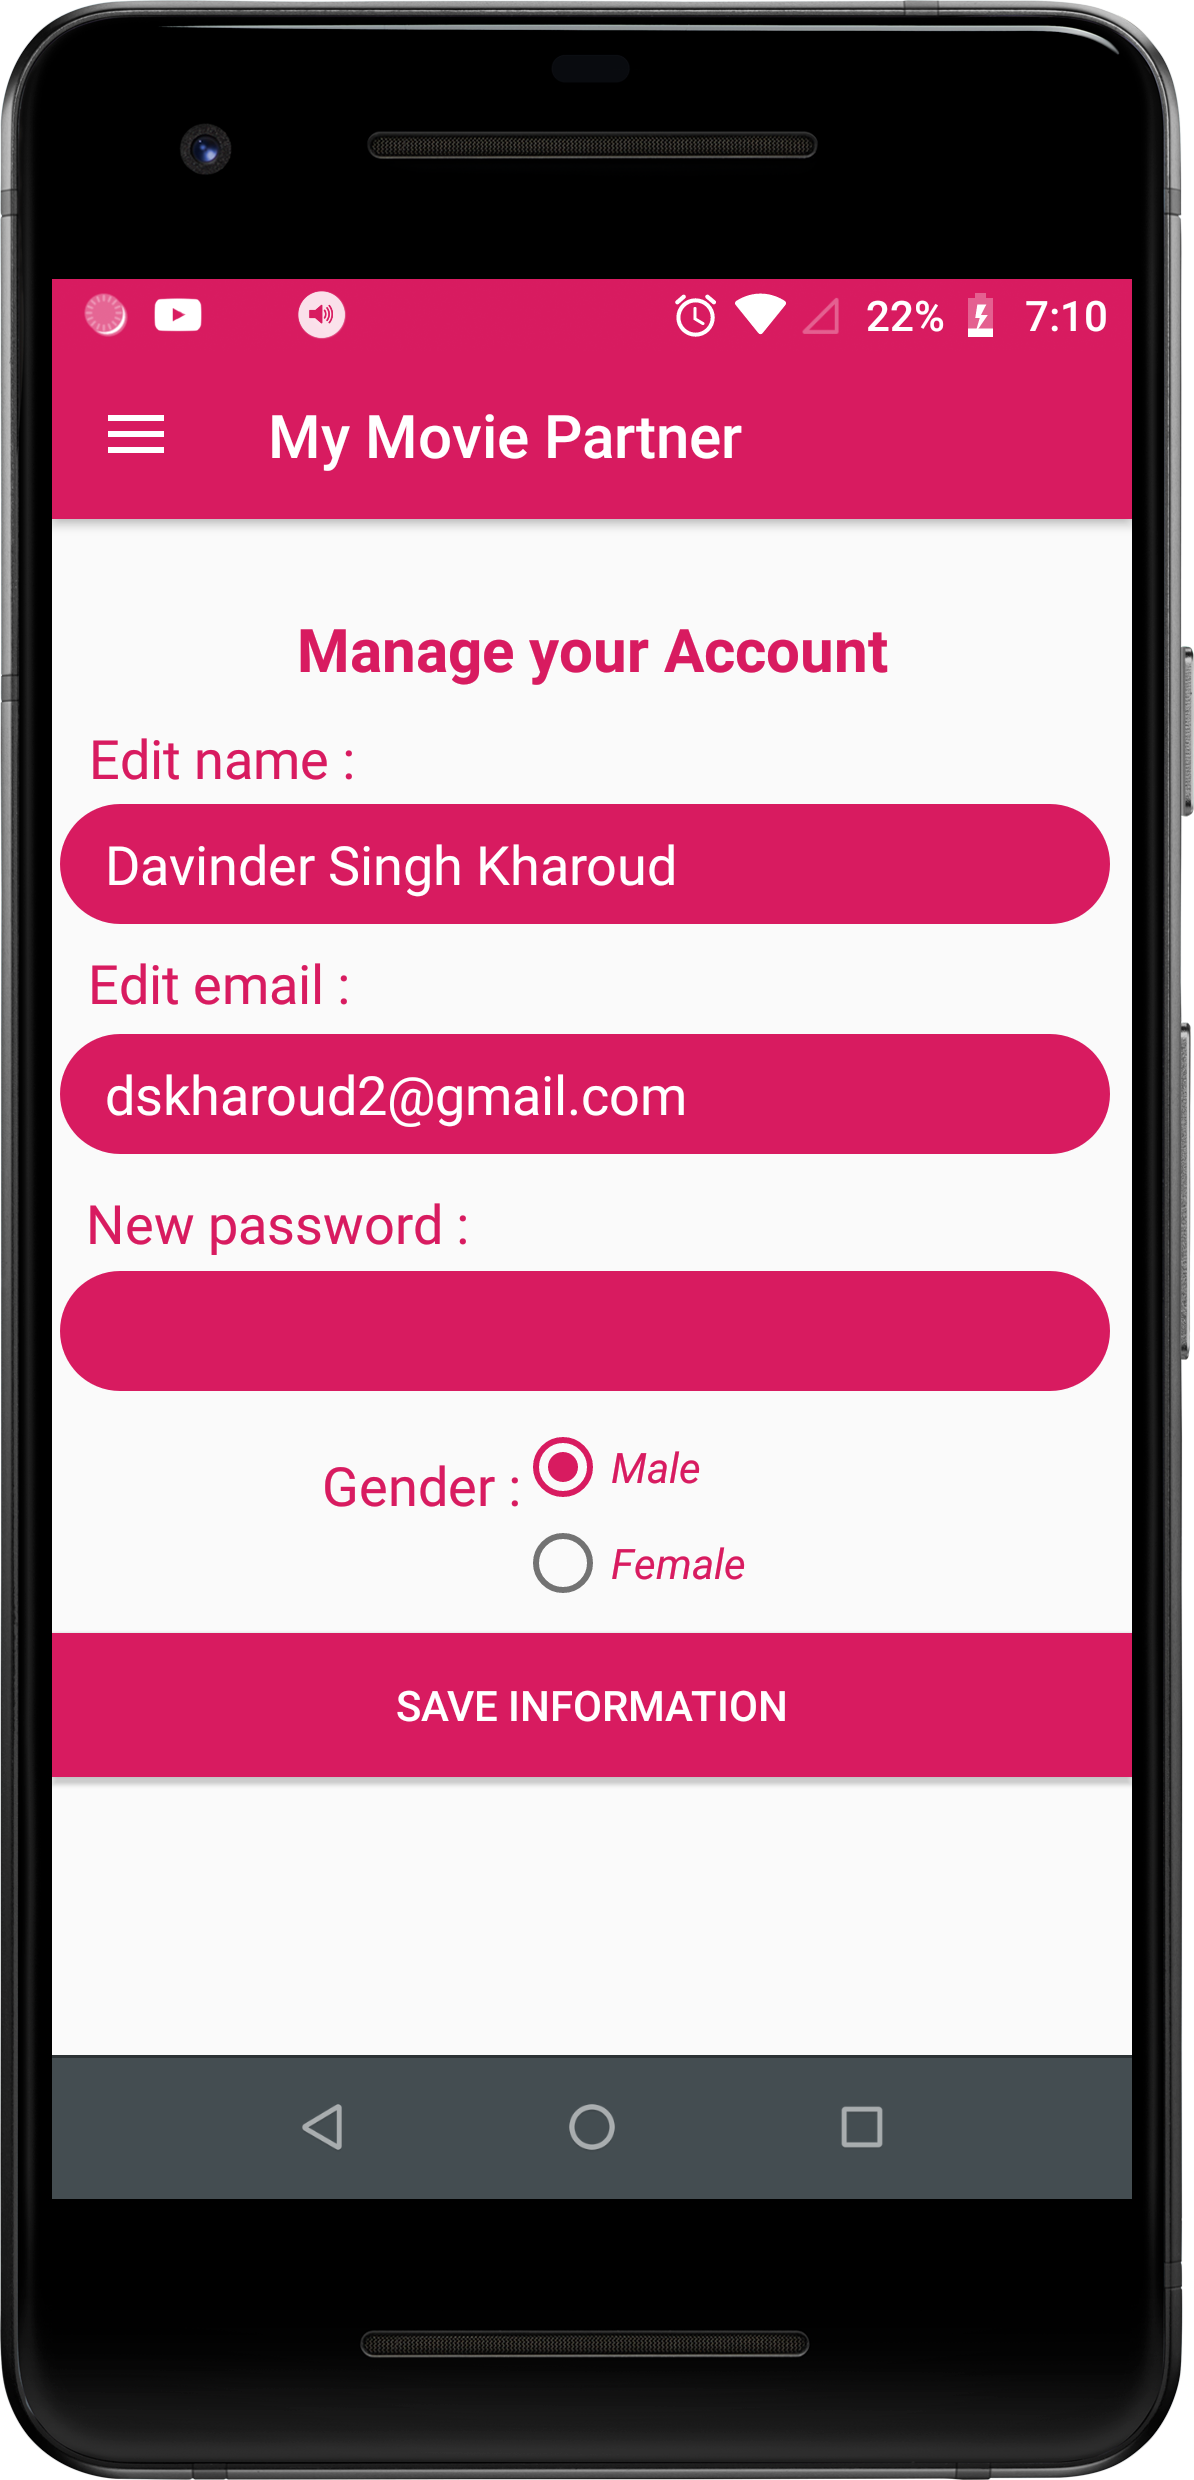 22% 7:10
My Movie Partner
Manage your Account
Edit name :
Davinder Singh Kharoud
Edit email :
dskharoud2@gmail.com
New password :
Gender :
Male
Female
SAVE INFORMATION